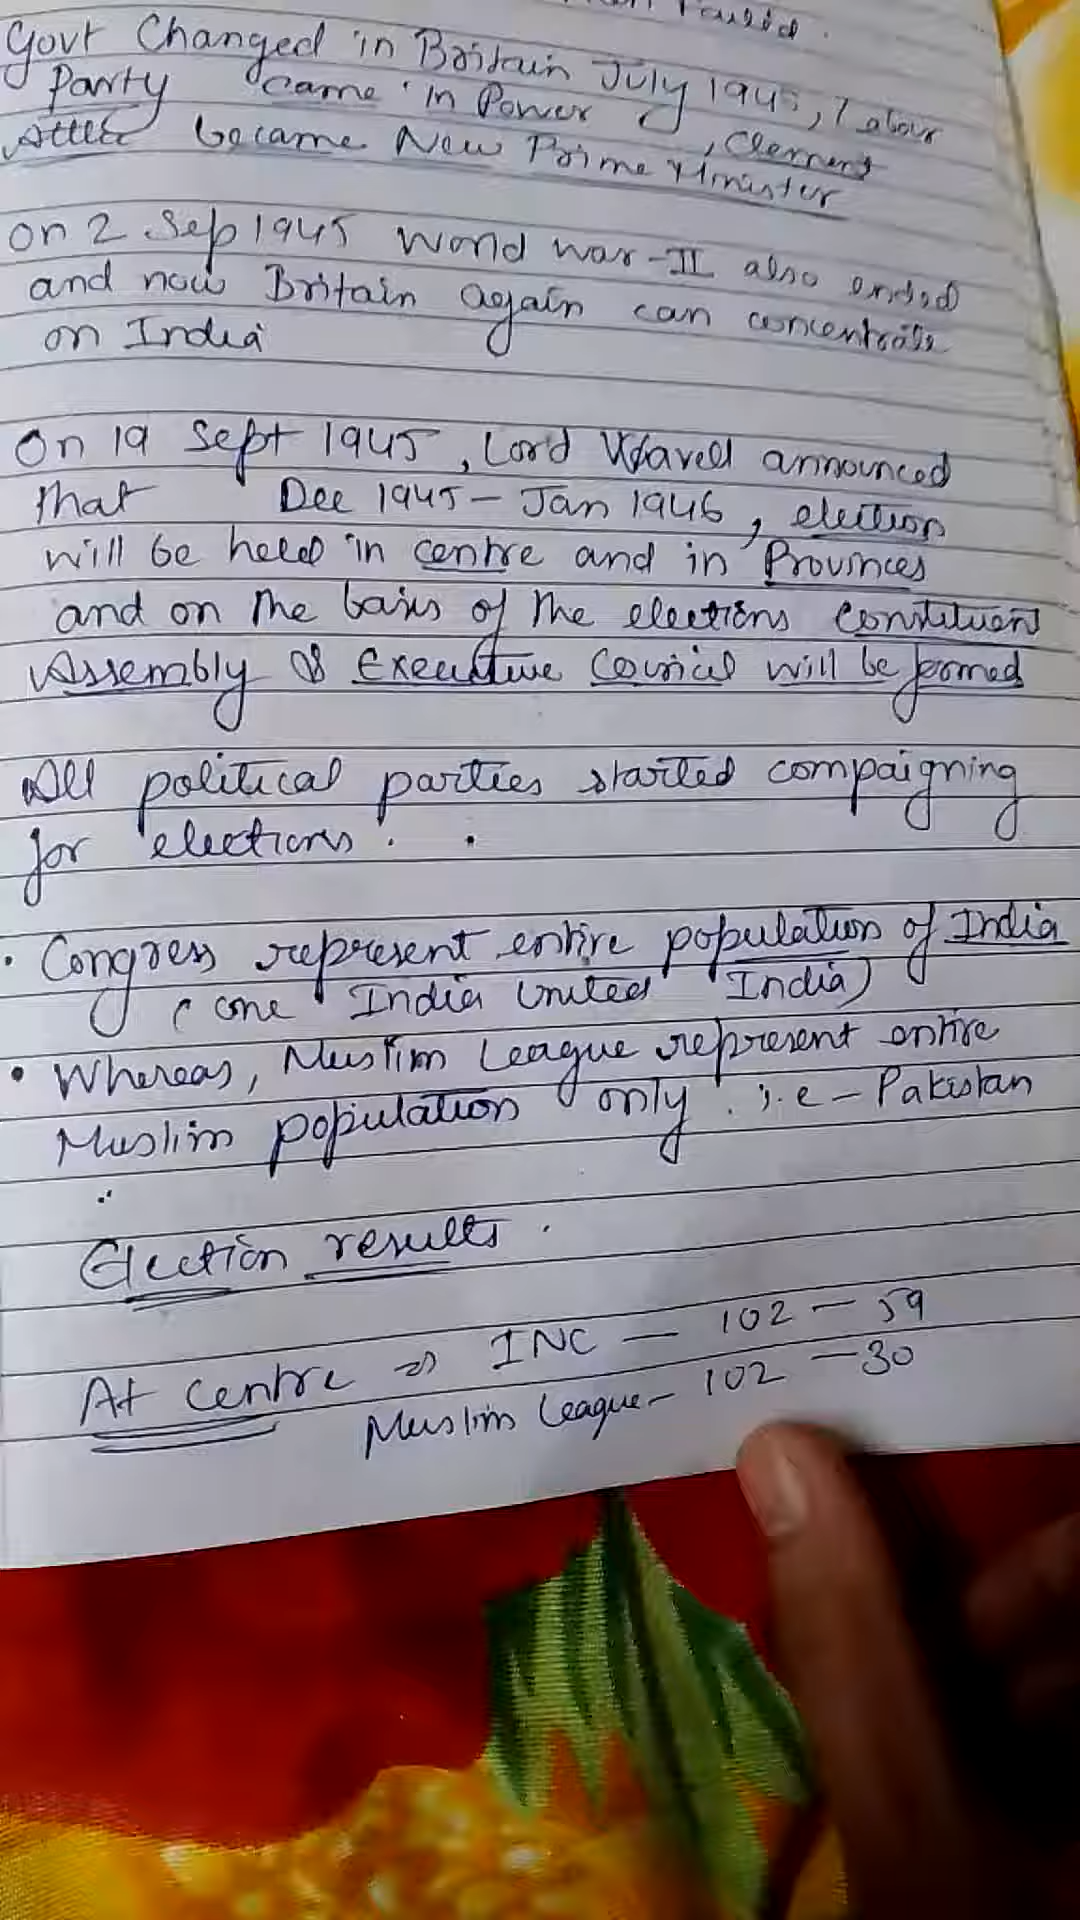 Govt Changed in Britain July 1945, Labour
Party came in Power, Clement
Attlee became New Prime Minister
on 2 Sep 1945 World War-II also ended
and now Britain again can concentrate
on India
On 19 Sept 1945, Lord Wavell announced
that Dec 1945 - Jan 1946, election
will be held in centre and in Provinces
and on the basis of the elections Constituent
Assembly & Executive Council will be formed
All political parties started compaigning
for elections.
• Congress represent entire population of India
(one India united India)
• Whereas, Muslim League represent entire
Muslim population only. i.e - Pakistan
Election results.
At centre ⇒ INC — 102 — 59
Muslim League - 102 — 30